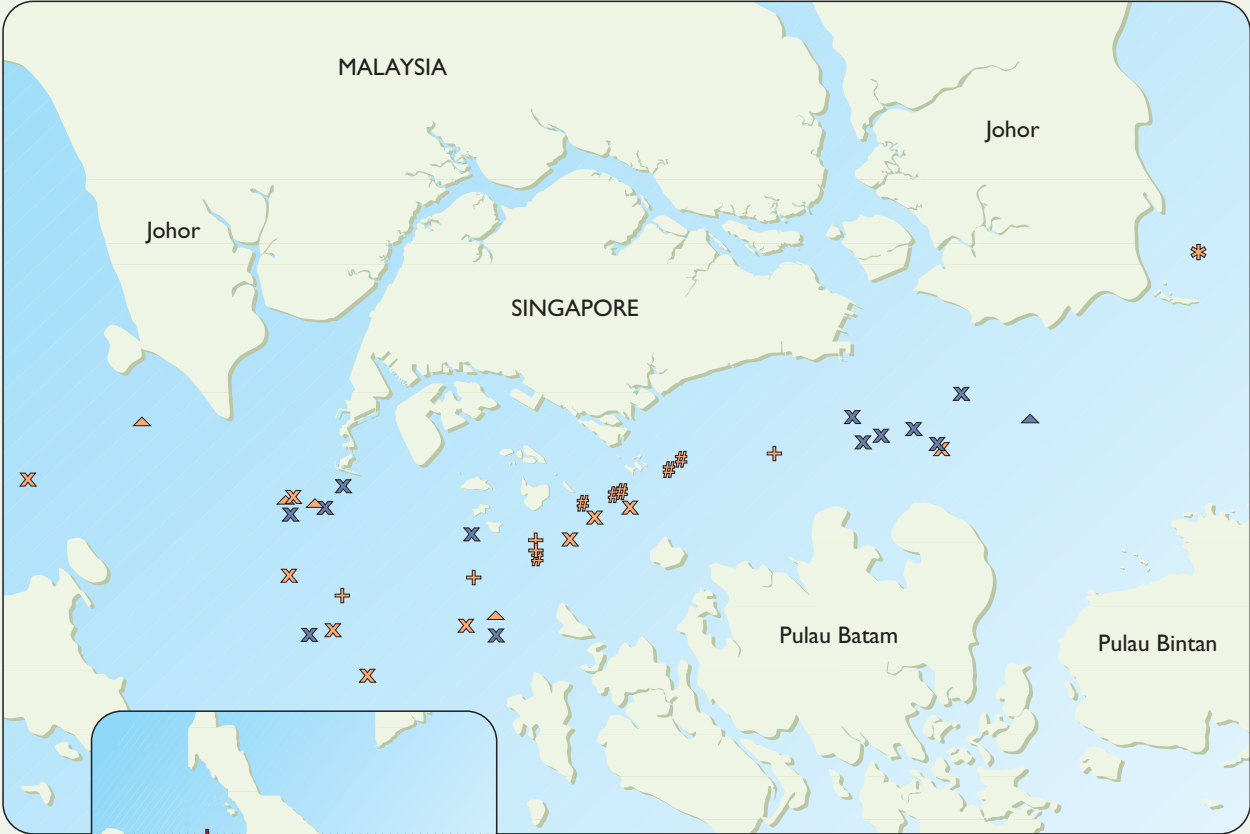 MALAYSIA
Johor
Johor
SINGAPORE
Pulau Batam
Pulau Bintan